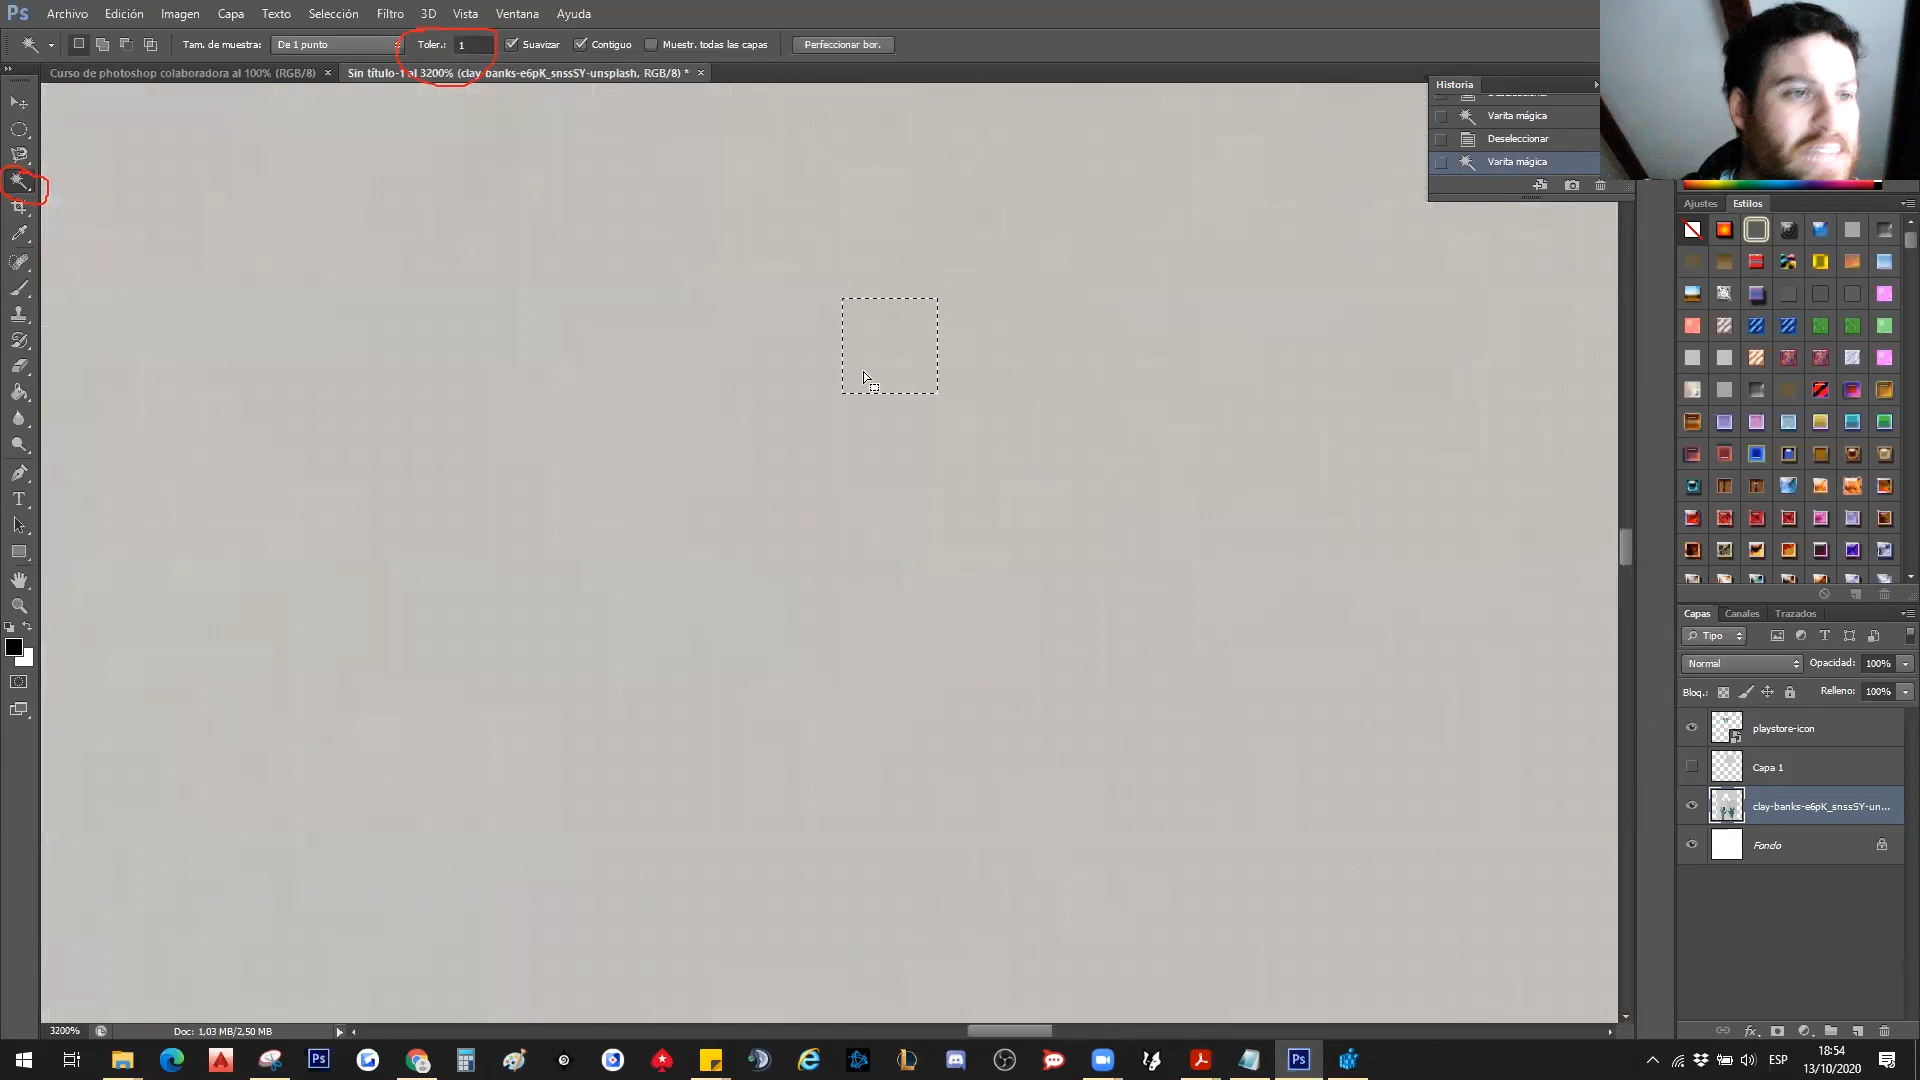 Ps Archivo Edición Imagen Capa Texto Selección Filtro 3D Vista Ventana Ayuda
Tam. de muestra: De 1 punto Toler.: 1 Suavizar Contiguo Muestr. todas las capas Perfeccionar bor.
Curso de photoshop colaboradora al 100% (RGB/8) × Sin título-1 al 3200% (clay-banks-e6pK_snssSY-unsplash, RGB/8) * ×
Historia
Deseleccionar
Varita mágica
Deseleccionar
Varita mágica
Ajustes Estilos
Capas Canales Trazados
Tipo
Normal Opacidad: 100%
Bloq.: Relleno: 100%
playstore-icon
Capa 1
clay-banks-e6pK_snssSY-un...
Fondo
3200% Doc: 1,03 MB/2,50 MB
ESP
18:54
13/10/2020